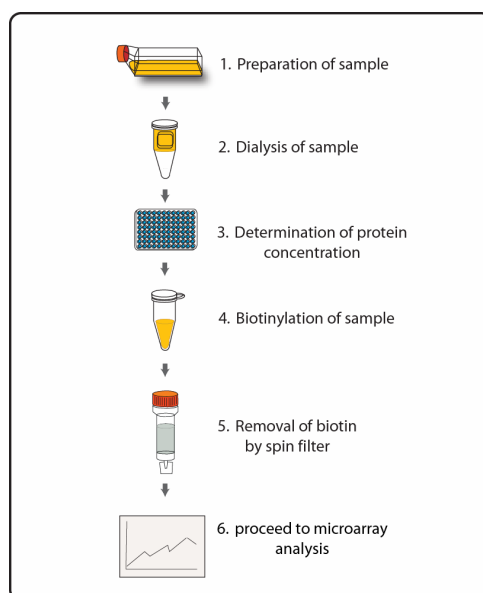 1. Preparation of sample
2. Dialysis of sample
3. Determination of protein
concentration
4. Biotinylation of sample
5. Removal of biotin
by spin filter
6. proceed to microarray
analysis